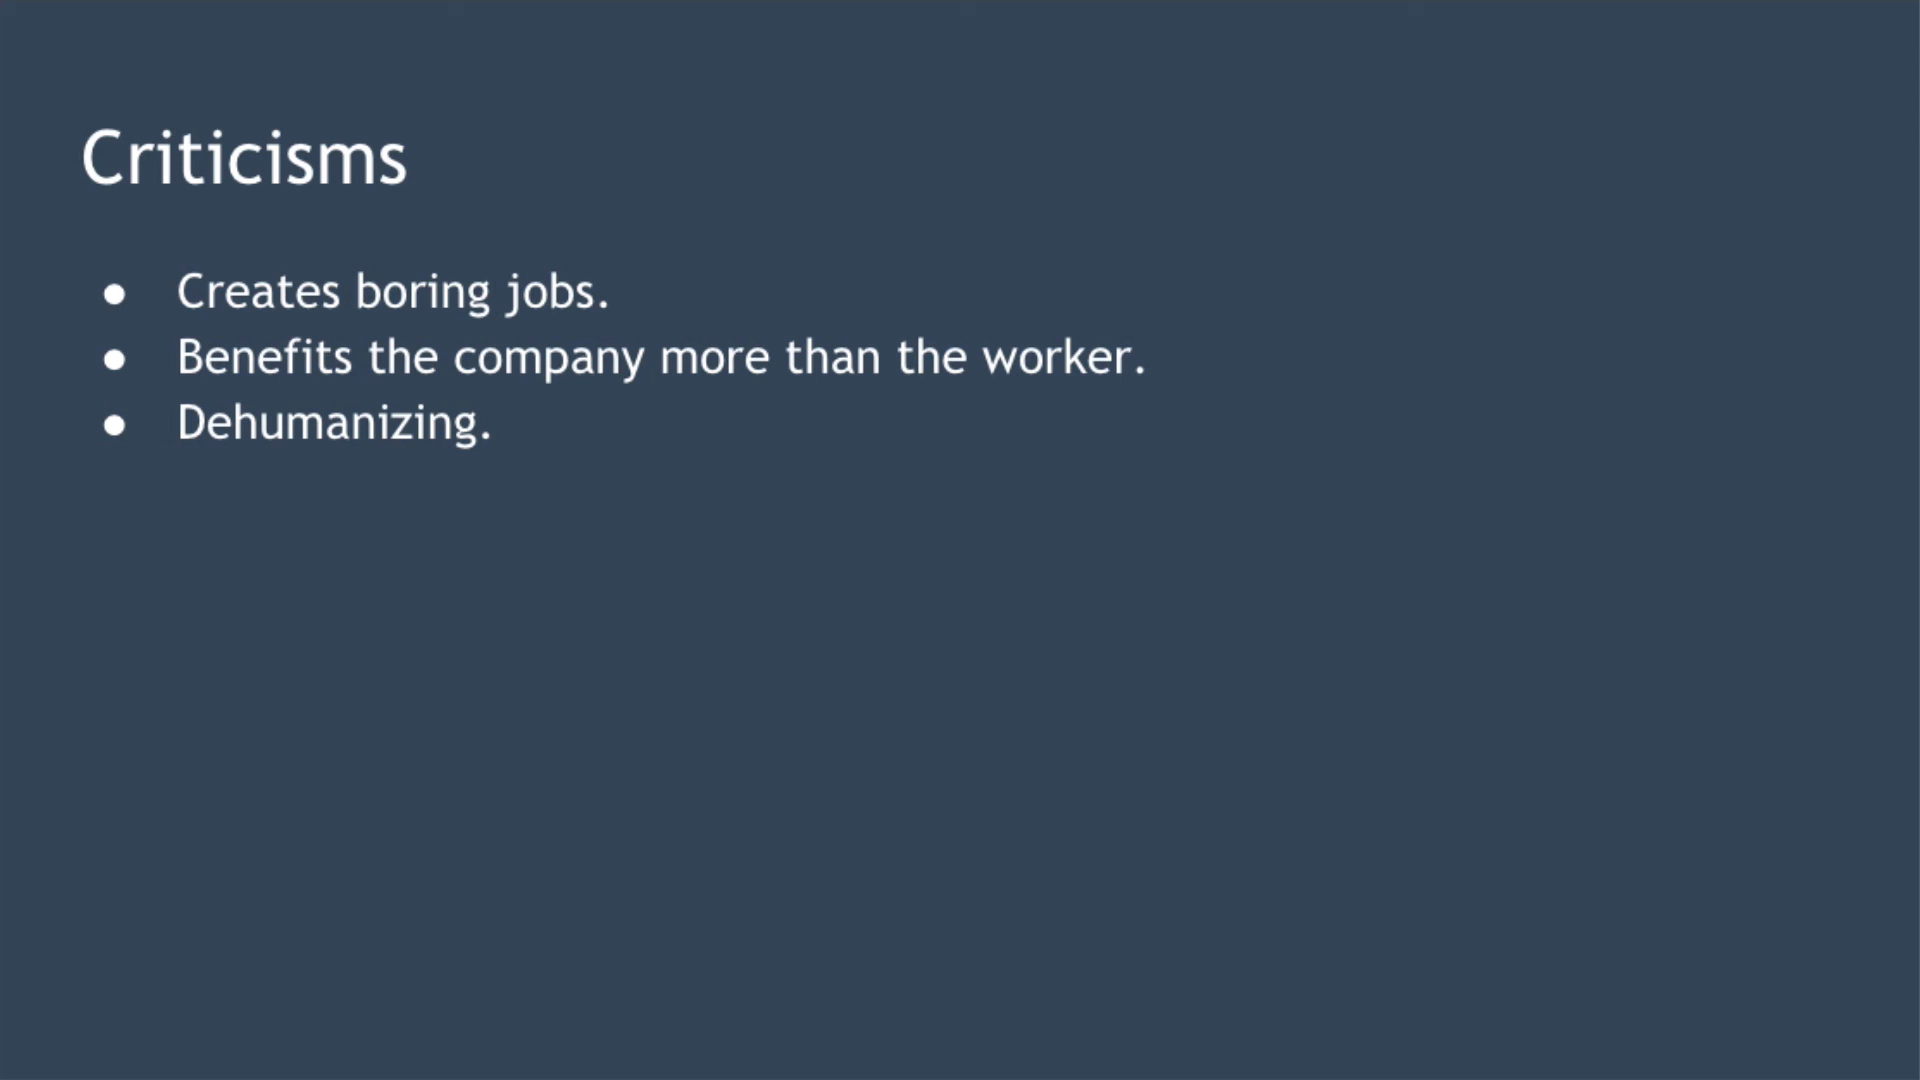 Criticisms
● Creates boring jobs.
● Benefits the company more than the worker.
● Dehumanizing.